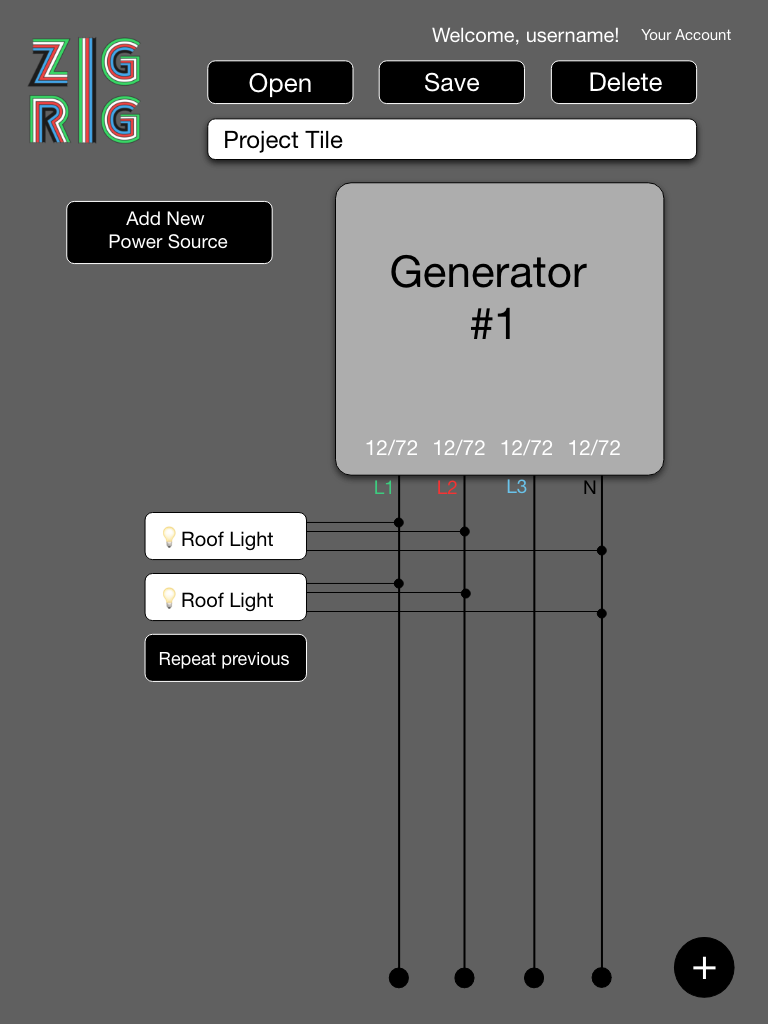 ZIG
RIG
Welcome, username! Your Account
Open Save Delete
Project Tile
Add New
Power Source
Generator
#1
12/72 12/72 12/72 12/72
L1 L2 L3 N
Roof Light
Roof Light
Repeat previous
+